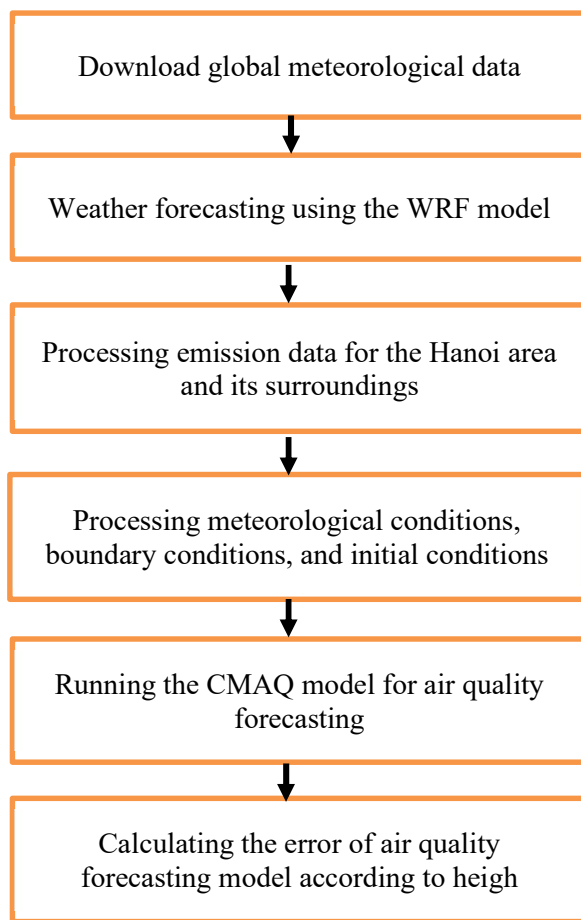 Download global meteorological data
Weather forecasting using the WRF model
Processing emission data for the Hanoi area
and its surroundings
Processing meteorological conditions,
boundary conditions, and initial conditions
Running the CMAQ model for air quality
forecasting
Calculating the error of air quality
forecasting model according to heigh